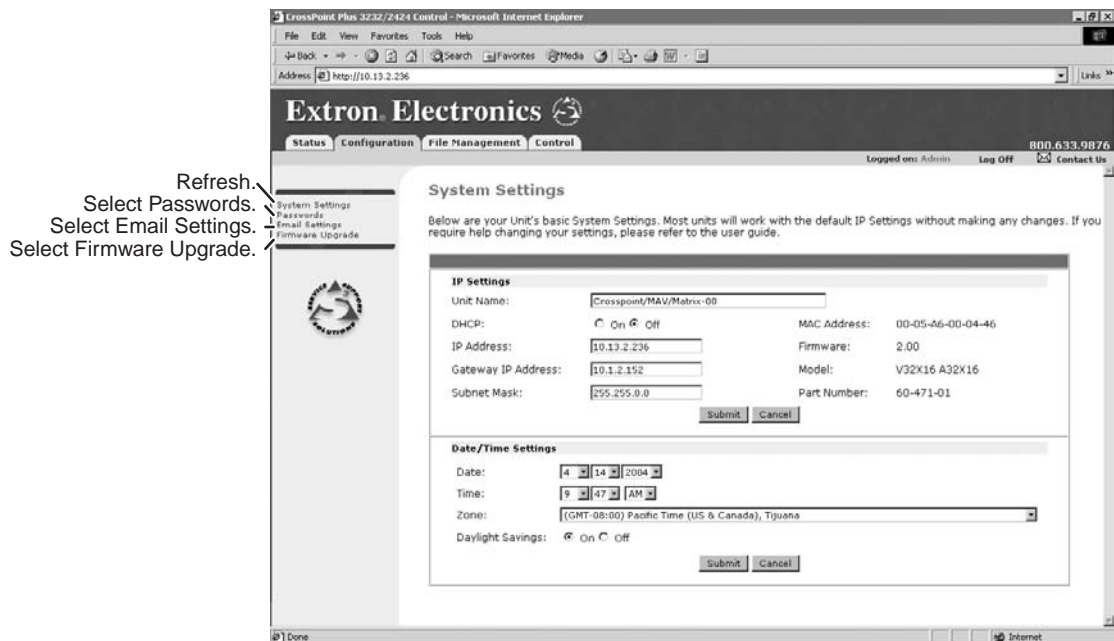 CrossPoint Plus 3232/2424 Control - Microsoft Internet Explorer
File Edit View Favorites Tools Help
Back Search Favorites Media
Address http://10.13.2.236 Links »
Extron Electronics
Status Configuration File Management Control
800.633.9876
Logged on: Admin Log Off Contact Us
Refresh.
Select Passwords.
Select Email Settings.
Select Firmware Upgrade.
System Settings
Passwords
Email Settings
Firmware Upgrade
SERVICE SUPPORT SOLUTIONS
System Settings
Below are your Unit's basic System Settings. Most units will work with the default IP Settings without making any changes. If you
require help changing your settings, please refer to the user guide.
IP Settings
Unit Name: Crosspoint/MAV/Matrix-00
DHCP: On Off MAC Address: 00-05-A6-00-04-46
IP Address: 10.13.2.236 Firmware: 2.00
Gateway IP Address: 10.1.2.152 Model: V32X16 A32X16
Subnet Mask: 255.255.0.0 Part Number: 60-471-01
Submit Cancel
Date/Time Settings
Date: 4 14 2004
Time: 9 47 AM
Zone: (GMT-08:00) Pacific Time (US & Canada), Tijuana
Daylight Savings: On Off
Submit Cancel
Done Internet